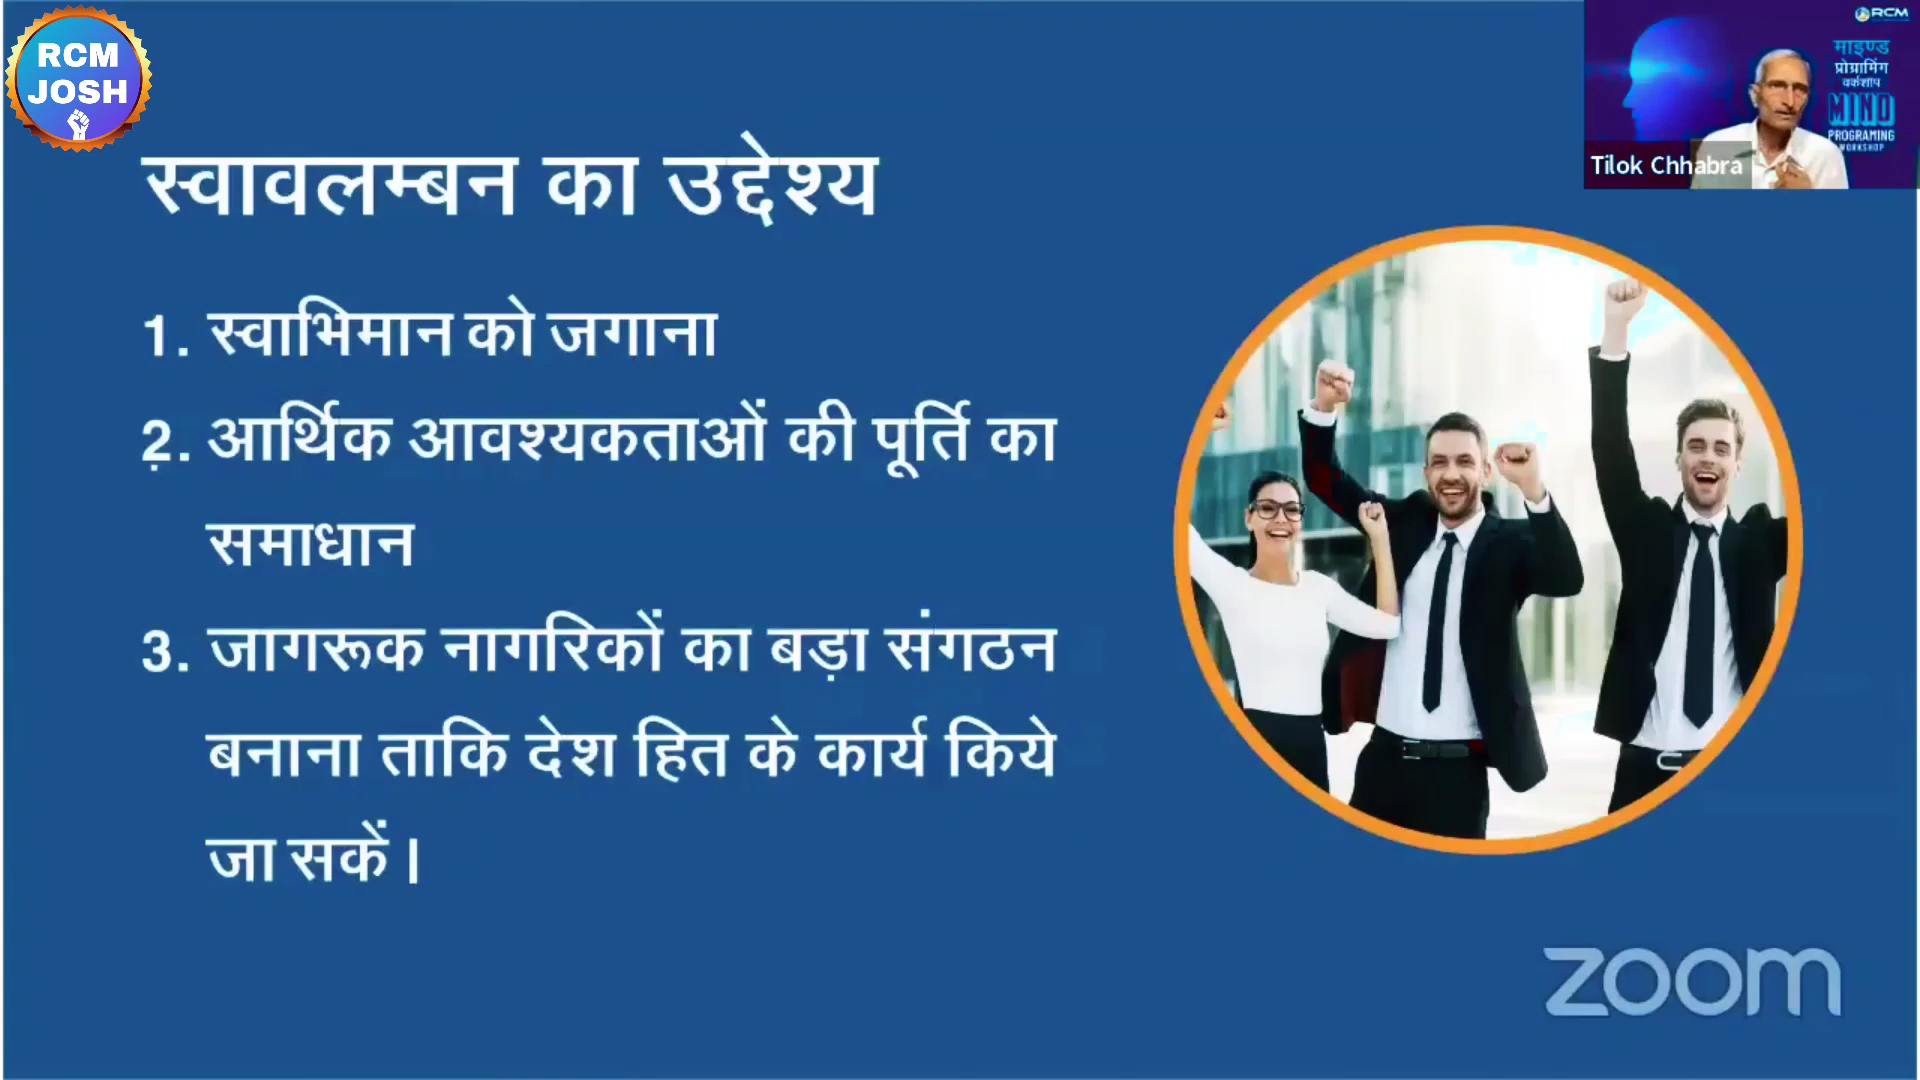 RCM
JOSH
RCM
माइण्ड
प्रोग्रामिंग
वर्कशॉप
MIND
PROGRAMING
WORKSHOP
Tilok Chhabra
स्वावलम्बन का उद्देश्य
1. स्वाभिमान को जगाना
2. आर्थिक आवश्यकताओं की पूर्ति का
समाधान
3. जागरूक नागरिकों का बड़ा संगठन
बनाना ताकि देश हित के कार्य किये
जा सकें।
zoom